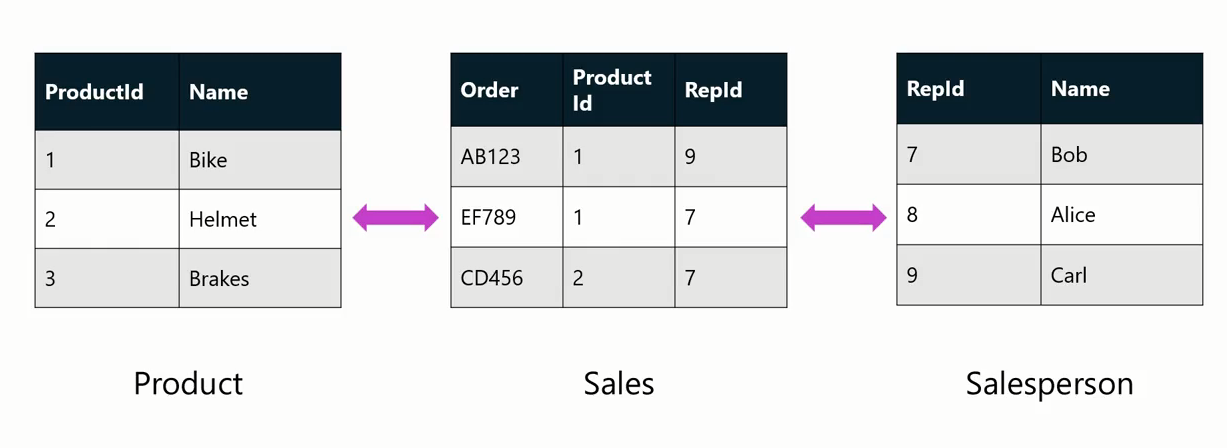 ProductId Name
1 Bike
2 Helmet
3 Brakes
Product
Order Product Id RepId
AB123 1 9
EF789 1 7
CD456 2 7
Sales
RepId Name
7 Bob
8 Alice
9 Carl
Salesperson